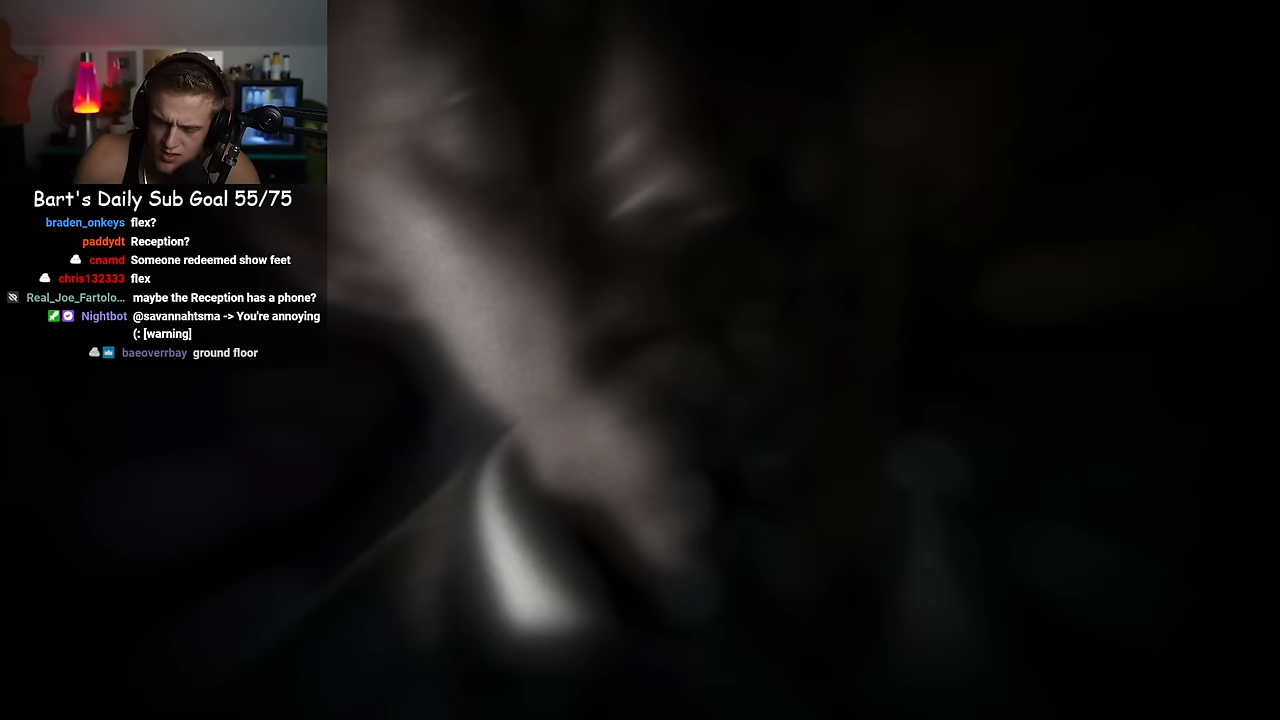 Bart's Daily Sub Goal 55/75
braden_onkeys flex?
paddydt Reception?
cnamd Someone redeemed show feet
chris132333 flex
Real_Joe_Fartolo... maybe the Reception has a phone?
Nightbot @savannahtsma -> You're annoying
(: [warning]
baeoverrbay ground floor